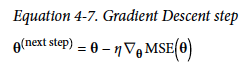 Equation 4-7. Gradient Descent step
θ(next step) = θ − η ∇θ MSE(θ)